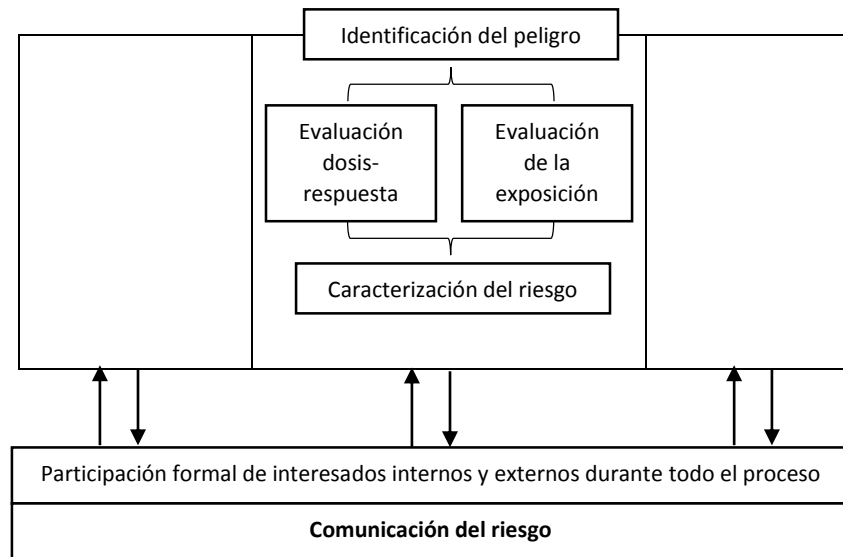 Identificación del peligro
Evaluación
dosis-
respuesta
Evaluación
de la
exposición
Caracterización del riesgo
Participación formal de interesados internos y externos durante todo el proceso
Comunicación del riesgo